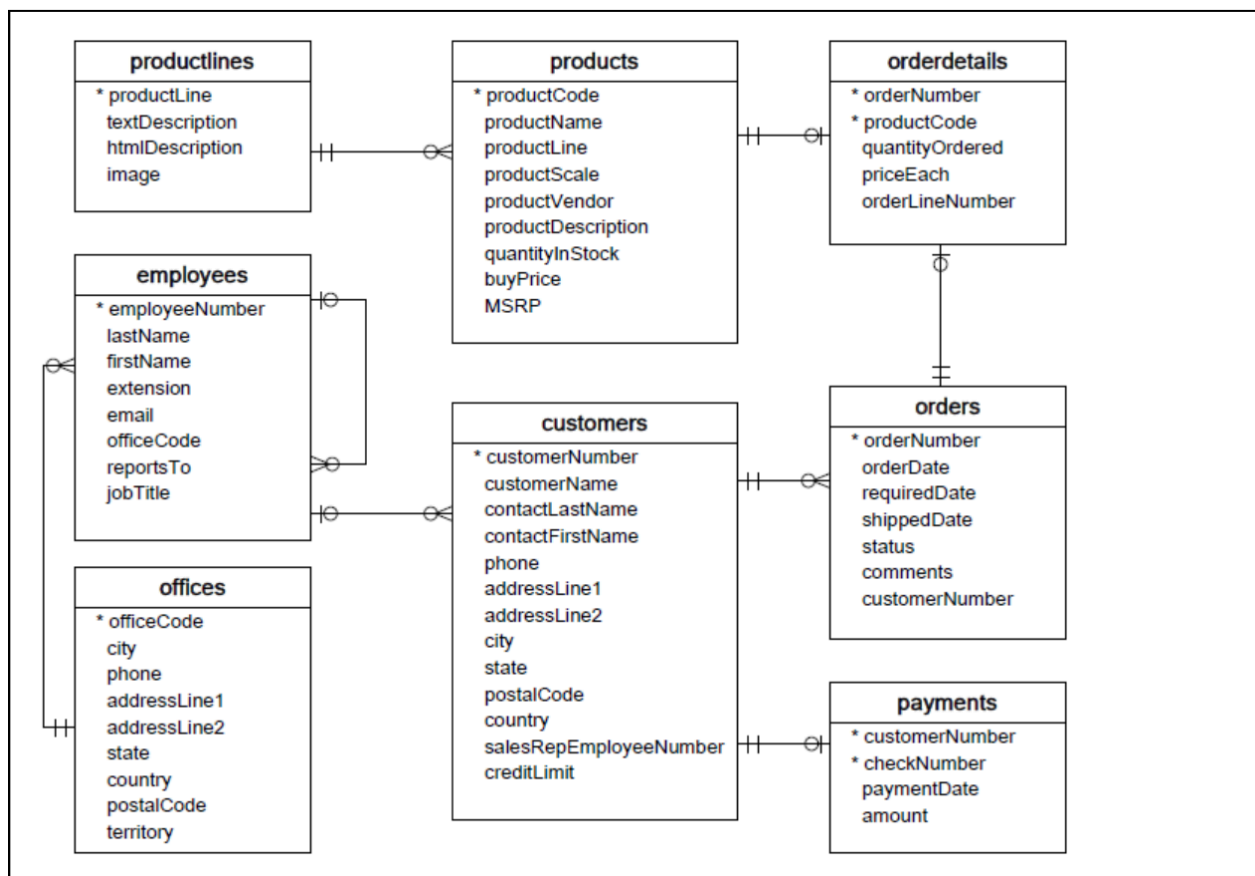 productlines
* productLine
textDescription
htmlDescription
image
products
* productCode
productName
productLine
productScale
productVendor
productDescription
quantityInStock
buyPrice
MSRP
orderdetails
* orderNumber
* productCode
quantityOrdered
priceEach
orderLineNumber
employees
* employeeNumber
lastName
firstName
extension
email
officeCode
reportsTo
jobTitle
customers
* customerNumber
customerName
contactLastName
contactFirstName
phone
addressLine1
addressLine2
city
state
postalCode
country
salesRepEmployeeNumber
creditLimit
orders
* orderNumber
orderDate
requiredDate
shippedDate
status
comments
customerNumber
offices
* officeCode
city
phone
addressLine1
addressLine2
state
country
postalCode
territory
payments
* customerNumber
* checkNumber
paymentDate
amount